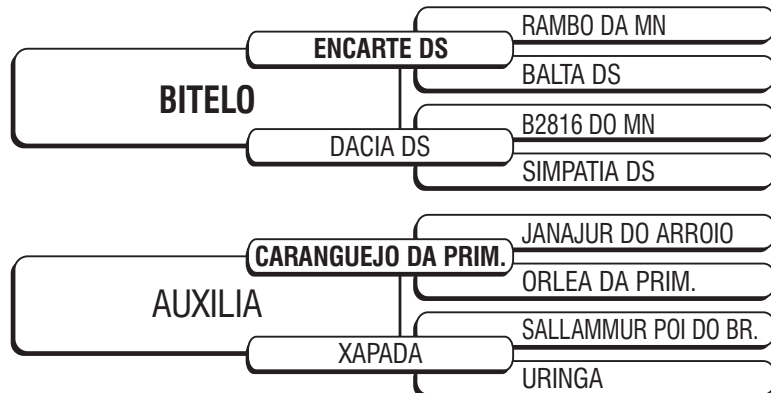 RAMBO DA MN
ENCARTE DS
BALTA DS
BITELO
B2816 DO MN
DACIA DS
SIMPATIA DS
JANAJUR DO ARROIO
CARANGUEJO DA PRIM.
ORLEA DA PRIM.
AUXILIA
SALLAMMUR POI DO BR.
XAPADA
URINGA